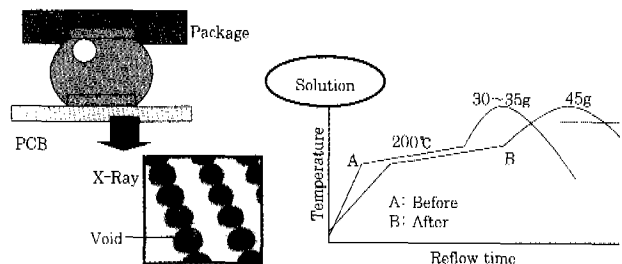 Package
PCB
X-Ray
Void
Solution
30~35g
45g
200℃
A
B
A: Before
B: After
Temperature
Reflow time